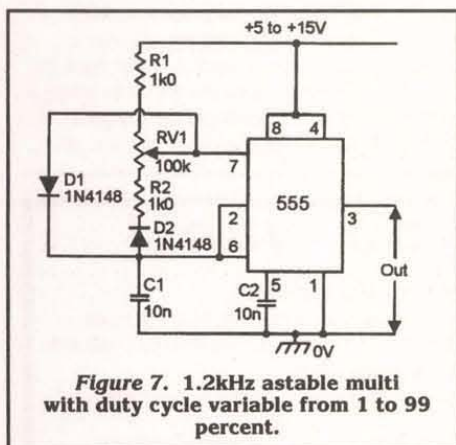 +5 to +15V
R1
1k0
RV1
100k
8
4
7
D1
1N4148
R2
1k0
2
555
3
D2
1N4148
6
C1
10n
C2
10n
5
1
Out
0V
Figure 7. 1.2kHz astable multi
with duty cycle variable from 1 to 99
percent.